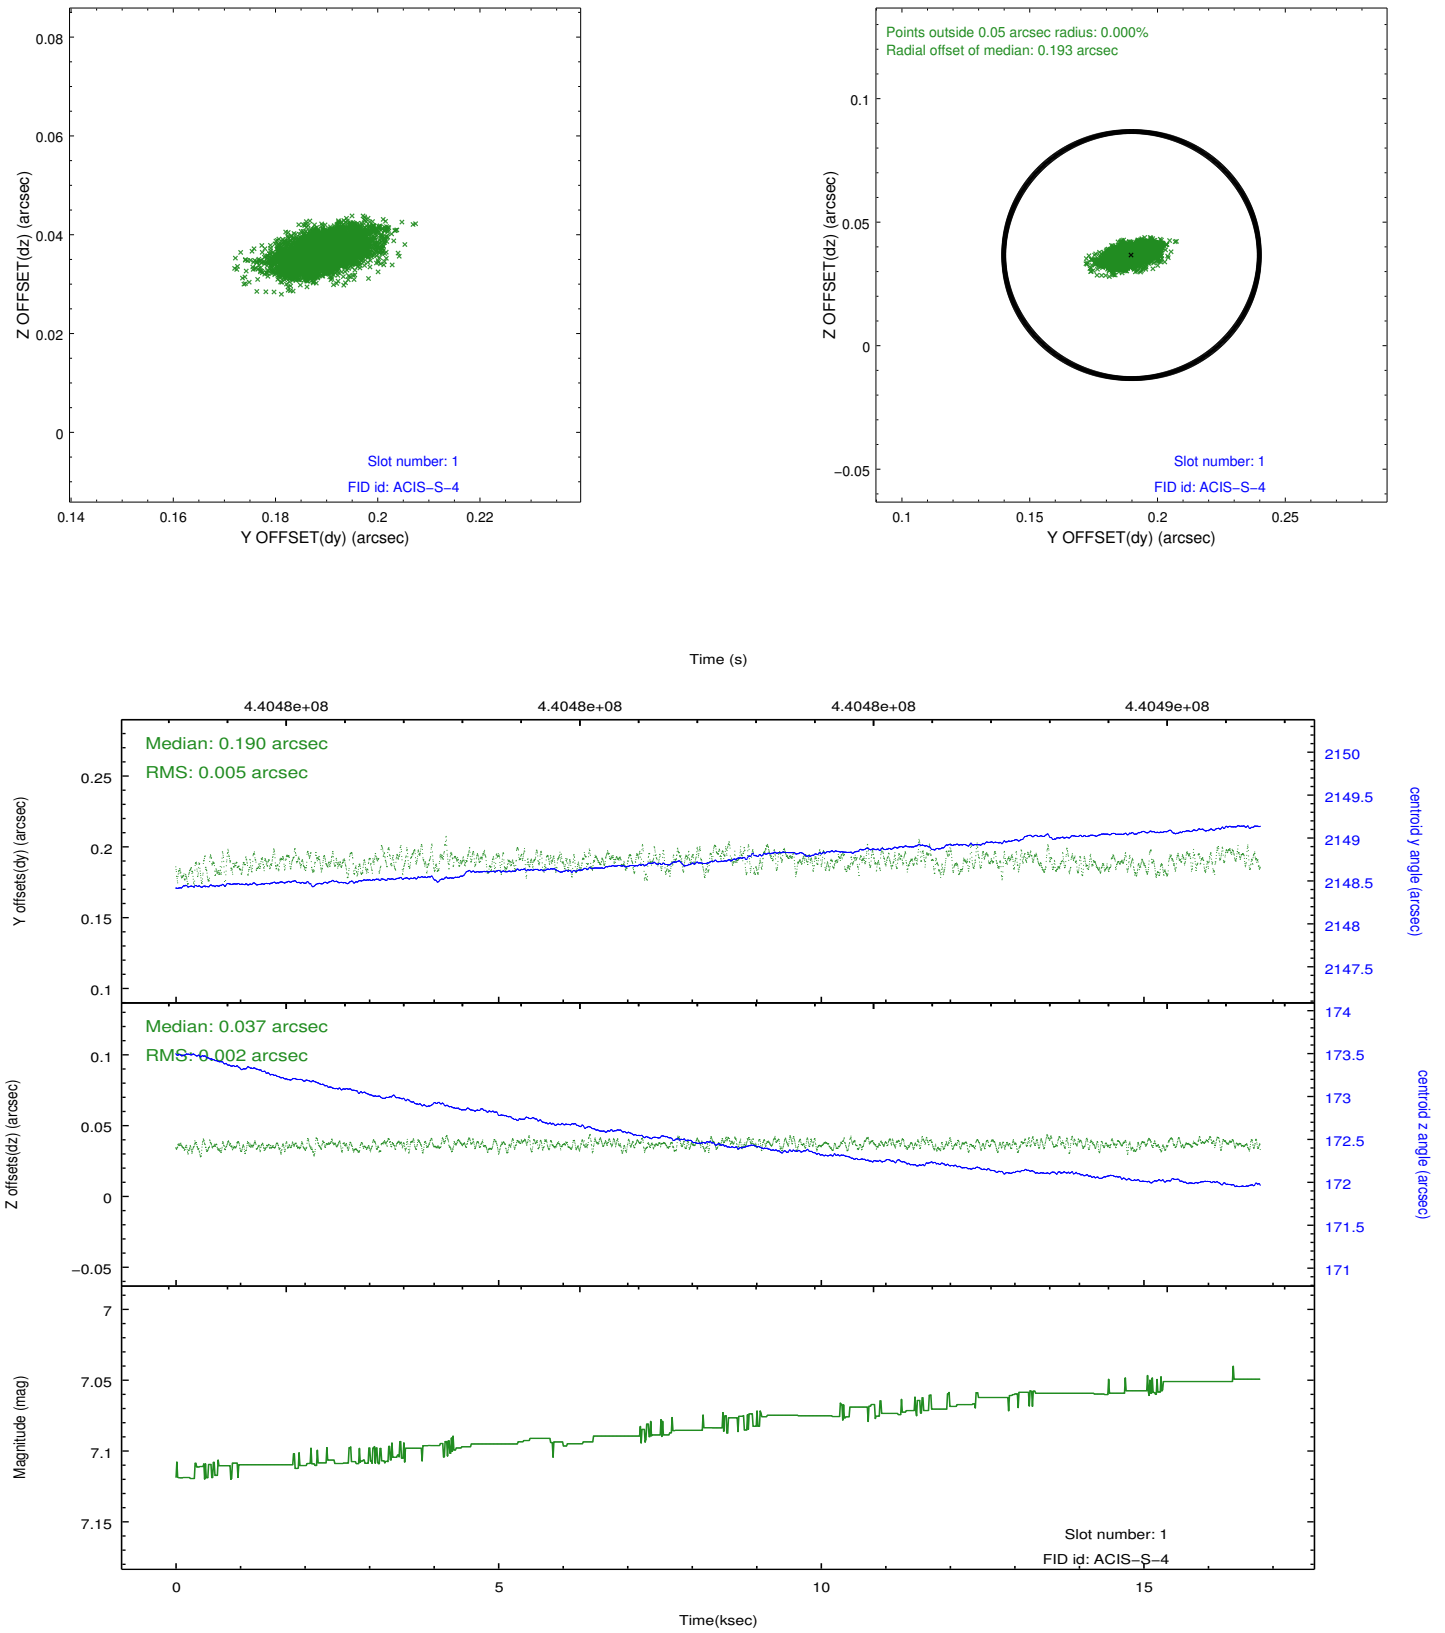 0.08
0.06
0.04
0.02
0
Z OFFSET(dz) (arcsec)
Slot number: 1
FID id: ACIS−S−4
0.14 0.16 0.18 0.2 0.22
Y OFFSET(dy) (arcsec)
Points outside 0.05 arcsec radius: 0.000%
Radial offset of median: 0.193 arcsec
0.1
0.05
0
−0.05
Z OFFSET(dz) (arcsec)
Slot number: 1
FID id: ACIS−S−4
0.1 0.15 0.2 0.25
Y OFFSET(dy) (arcsec)
Time (s)
4.4048e+08 4.4048e+08 4.4048e+08 4.4049e+08
Median: 0.190 arcsec
RMS: 0.005 arcsec
0.25
0.2
0.15
0.1
Y offsets(dy) (arcsec)
2150
2149.5
2149
2148.5
2148
2147.5
centroid y angle (arcsec)
Median: 0.037 arcsec
RMS: 0.002 arcsec
0.1
0.05
0
−0.05
Z offsets(dz) (arcsec)
174
173.5
173
172.5
172
171.5
171
centroid z angle (arcsec)
7
7.05
7.1
7.15
Magnitude (mag)
Slot number: 1
FID id: ACIS−S−4
0 5 10 15
Time(ksec)